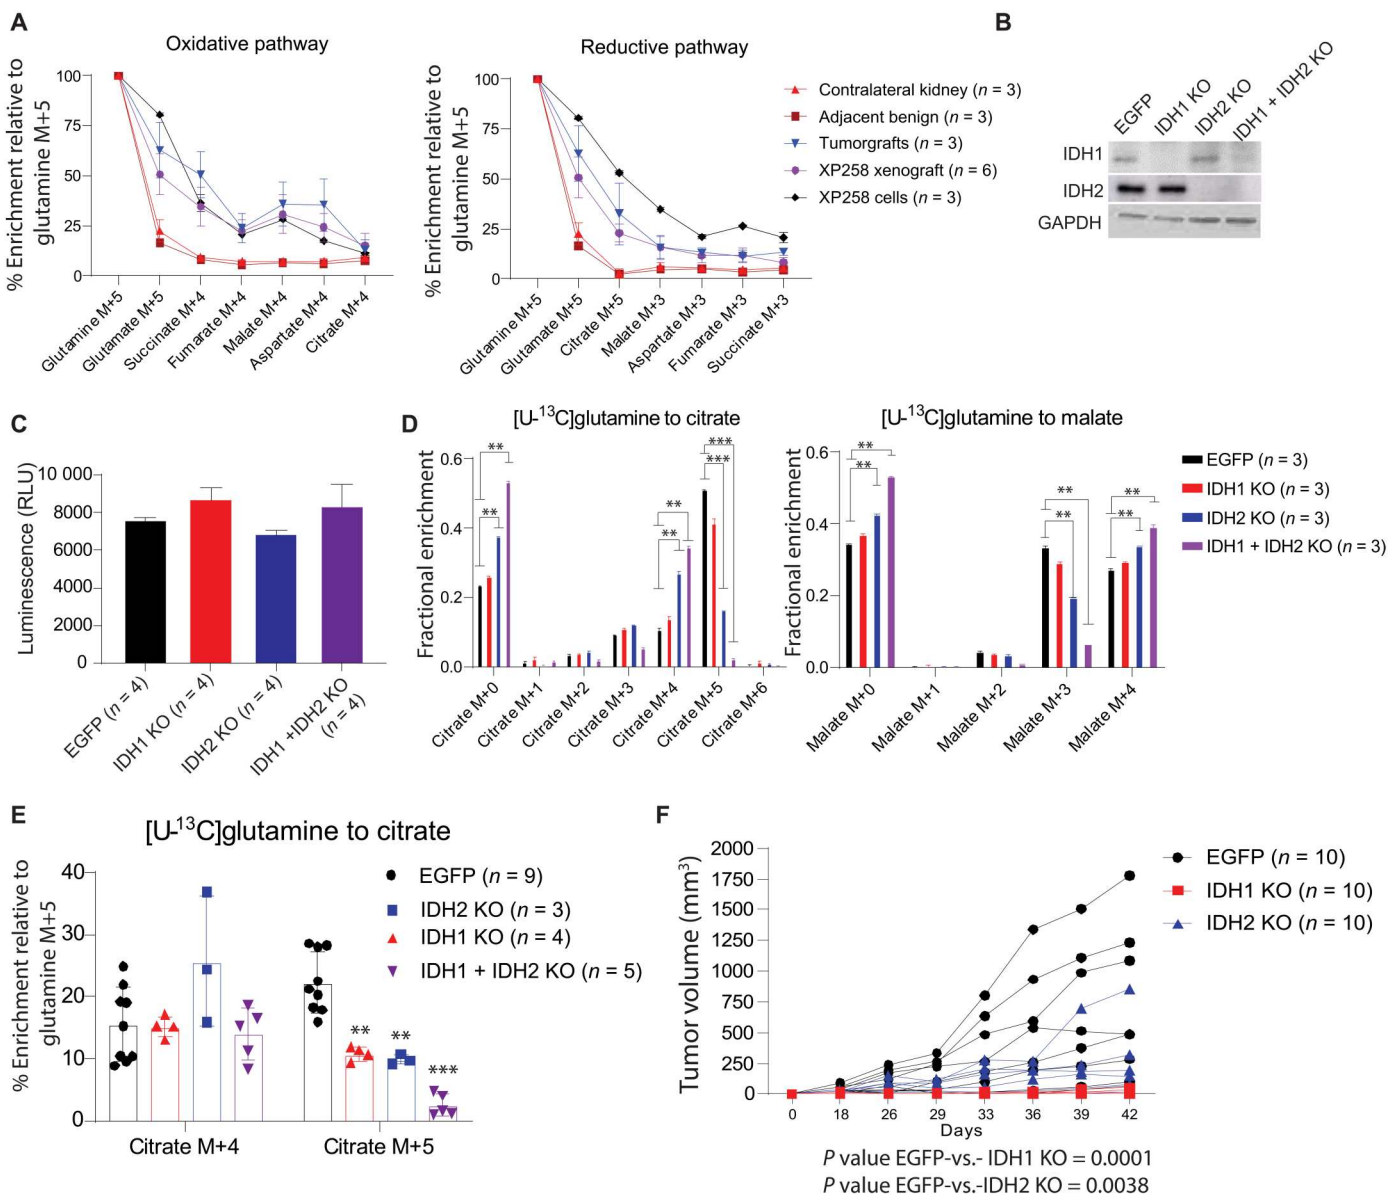 A
Oxidative pathway
% Enrichment relative to
glutamine M+5
100
75
50
25
0
Glutamine M+5
Glutamate M+5
Succinate M+4
Fumarate M+4
Malate M+4
Aspartate M+4
Citrate M+4
Reductive pathway
% Enrichment relative to
glutamine M+5
100
75
50
25
0
Glutamine M+5
Glutamate M+5
Citrate M+5
Malate M+3
Aspartate M+3
Fumarate M+3
Succinate M+3
Contralateral kidney (n = 3)
Adjacent benign (n = 3)
Tumorgrafts (n = 3)
XP258 xenograft (n = 6)
XP258 cells (n = 3)
B
EGFP
IDH1 KO
IDH2 KO
IDH1 + IDH2 KO
IDH1
IDH2
GAPDH
C
Luminescence (RLU)
10 000
8000
6000
4000
2000
0
EGFP (n = 4)
IDH1 KO (n = 4)
IDH2 KO (n = 4)
IDH1 +IDH2 KO
(n = 4)
D
[U-¹³C]glutamine to citrate
Fractional enrichment
0.6
0.4
0.2
0.0
**
**
**
**
***
***
Citrate M+0
Citrate M+1
Citrate M+2
Citrate M+3
Citrate M+4
Citrate M+5
Citrate M+6
[U-¹³C]glutamine to malate
Fractional enrichment
0.6
0.4
0.2
0.0
**
**
**
**
**
**
Malate M+0
Malate M+1
Malate M+2
Malate M+3
Malate M+4
EGFP (n = 3)
IDH1 KO (n = 3)
IDH2 KO (n = 3)
IDH1 + IDH2 KO (n = 3)
E
[U-¹³C]glutamine to citrate
% Enrichment relative to
glutamine M+5
40
30
20
10
0
**
**
***
Citrate M+4
Citrate M+5
EGFP (n = 9)
IDH2 KO (n = 3)
IDH1 KO (n = 4)
IDH1 + IDH2 KO (n = 5)
F
Tumor volume (mm³)
2000
1750
1500
1250
1000
750
500
250
0
0 18 26 29 33 36 39 42
Days
EGFP (n = 10)
IDH1 KO (n = 10)
IDH2 KO (n = 10)
P value EGFP-vs.- IDH1 KO = 0.0001
P value EGFP-vs.-IDH2 KO = 0.0038